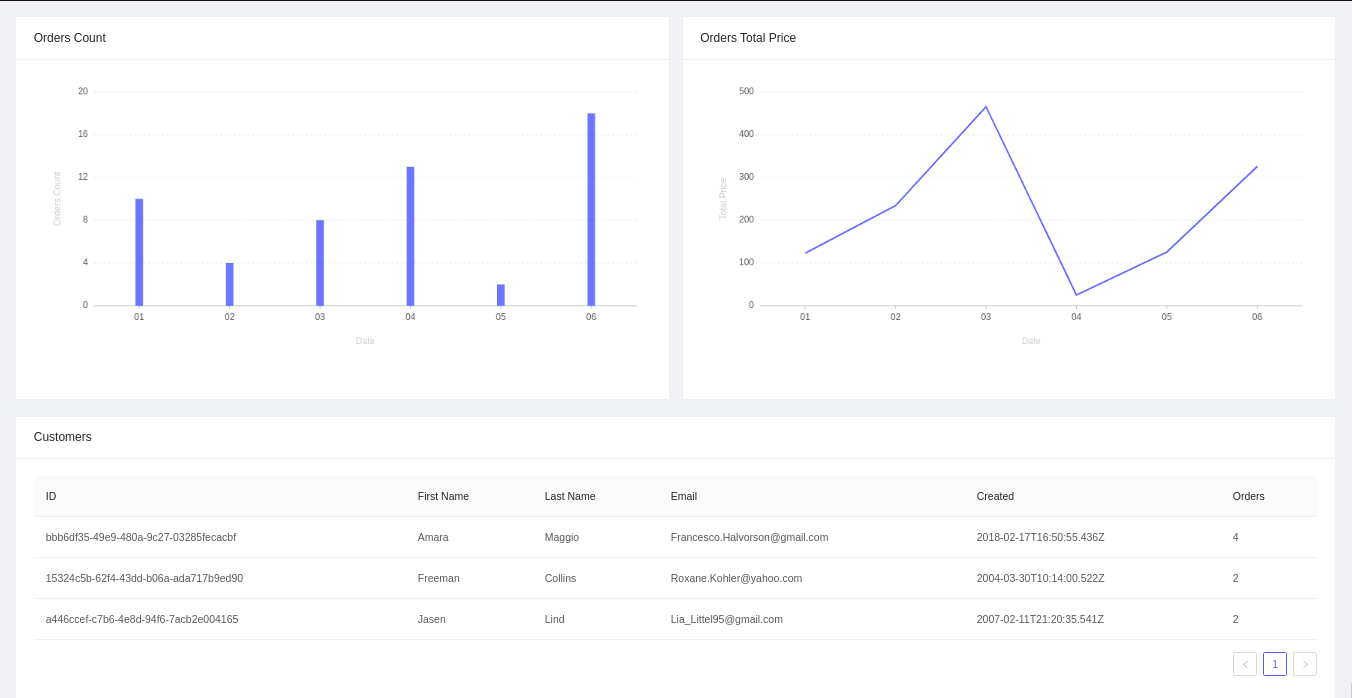 Orders Count
20
16
12
8
4
0
Orders Count
01 02 03 04 05 06
Date
Orders Total Price
500
400
300
200
100
0
Total Price
01 02 03 04 05 06
Date
Customers
ID First Name Last Name Email Created Orders
bbb6df35-49e9-480a-9c27-03285fecacbf Amara Maggio Francesco.Halvorson@gmail.com 2018-02-17T16:50:55.436Z 4
15324c5b-62f4-43dd-b06a-ada717b9ed90 Freeman Collins Roxane.Kohler@yahoo.com 2004-03-30T10:14:00.522Z 2
a446ccef-c7b6-4e8d-94f6-7acb2e004165 Jasen Lind Lia_Littel95@gmail.com 2007-02-11T21:20:35.541Z 2
< 1 >